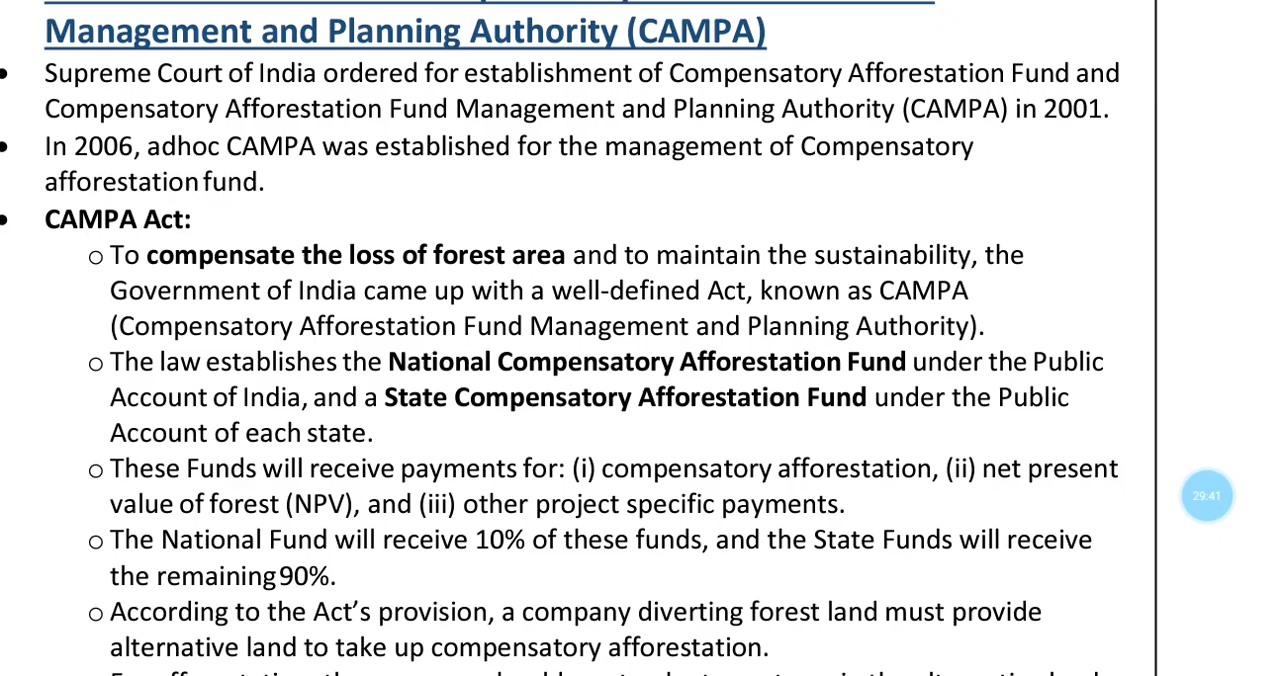 Management and Planning Authority (CAMPA)
• Supreme Court of India ordered for establishment of Compensatory Afforestation Fund and
Compensatory Afforestation Fund Management and Planning Authority (CAMPA) in 2001.
• In 2006, adhoc CAMPA was established for the management of Compensatory
afforestation fund.
• CAMPA Act:
o To compensate the loss of forest area and to maintain the sustainability, the
Government of India came up with a well-defined Act, known as CAMPA
(Compensatory Afforestation Fund Management and Planning Authority).
o The law establishes the National Compensatory Afforestation Fund under the Public
Account of India, and a State Compensatory Afforestation Fund under the Public
Account of each state.
o These Funds will receive payments for: (i) compensatory afforestation, (ii) net present
value of forest (NPV), and (iii) other project specific payments.
29:41
o The National Fund will receive 10% of these funds, and the State Funds will receive
the remaining 90%.
o According to the Act's provision, a company diverting forest land must provide
alternative land to take up compensatory afforestation.